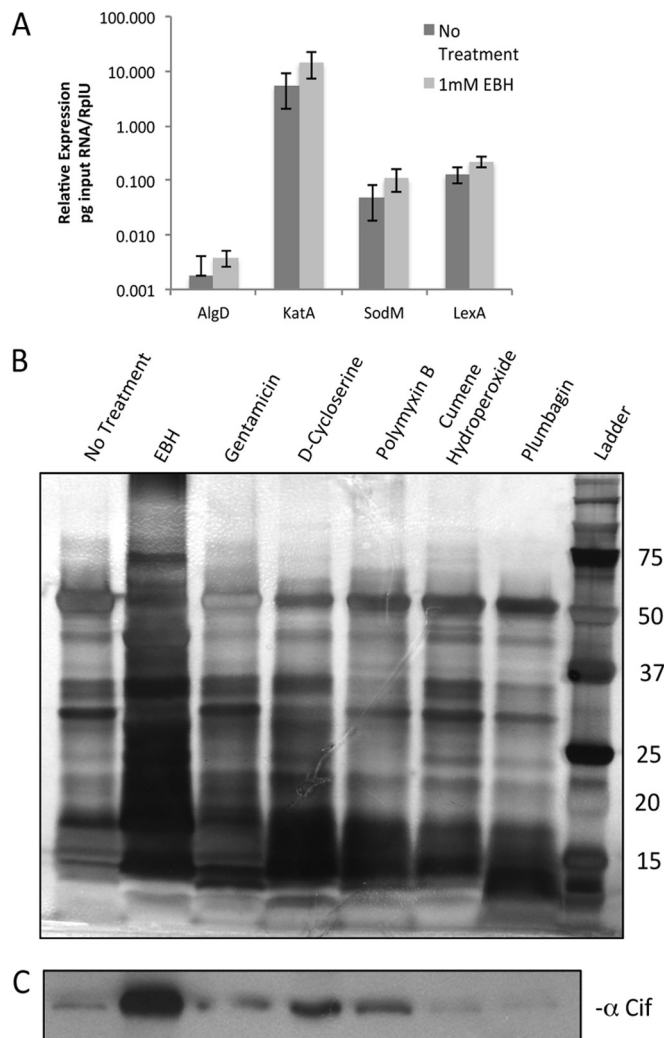 A
100.000
10.000
1.000
0.100
0.010
0.001
Relative Expression
pg input RNA/RplU
No
Treatment
1mM EBH
AlgD
KatA
SodM
LexA
B
No Treatment
EBH
Gentamicin
D-Cycloserine
Polymyxin B
Cumene
Hydroperoxide
Plumbagin
Ladder
75
50
37
25
20
15
C
-α Cif